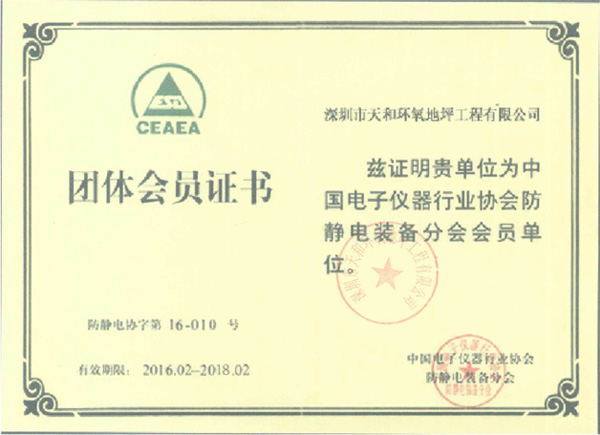 CEAEA
团体会员证书
防静电协字第 16-010 号
有效期限： 2016.02-2018.02
深圳市天和环氧地坪工程有限公司
兹证明贵单位为中
国电子仪器行业协会防
静电装备分会会员单
位。
中国电子仪器行业协会
防静电装备分会